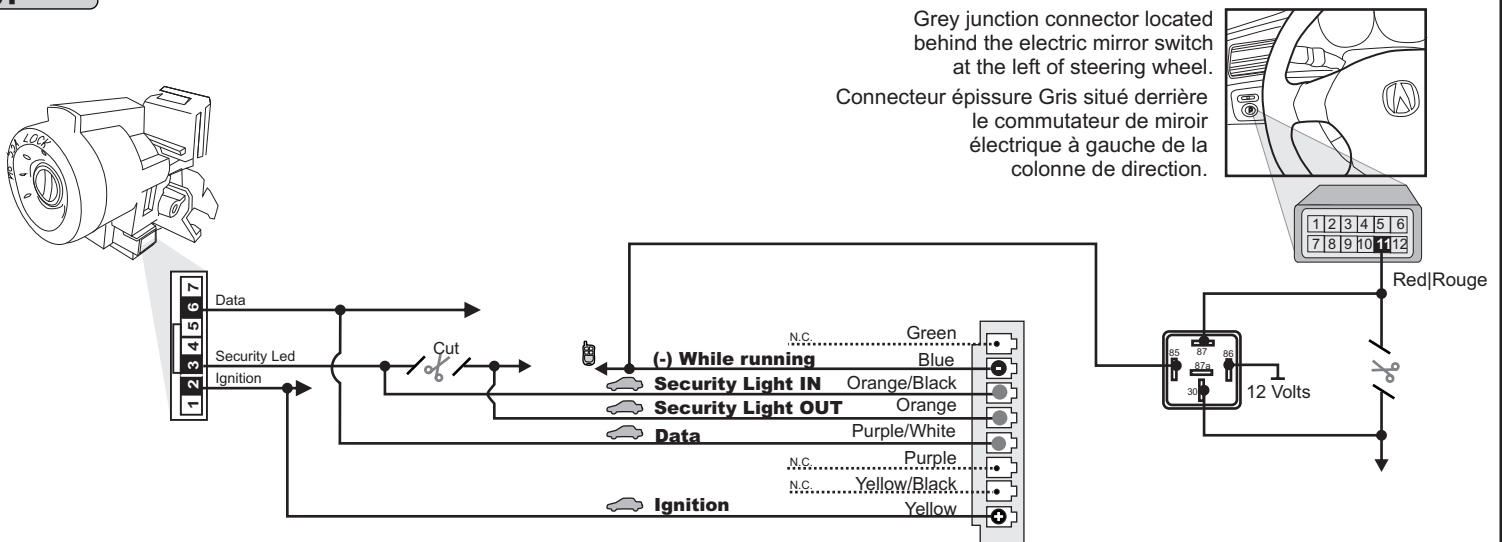 Grey junction connector located
behind the electric mirror switch
at the left of steering wheel.
Connecteur épissure Gris situé derrière
le commutateur de miroir
électrique à gauche de la
colonne de direction.
LOCK
1 2 3 4 5 6
7 8 9 10 11 12
Red|Rouge
7
6
5
4
3
2
1
Data
Security Led
Ignition
Cut
N.C. Green
(-) While running Blue
Security Light IN Orange/Black
Security Light OUT Orange
Data Purple/White
N.C. Purple
N.C. Yellow/Black
Ignition Yellow
85 87 86
87a
30
12 Volts